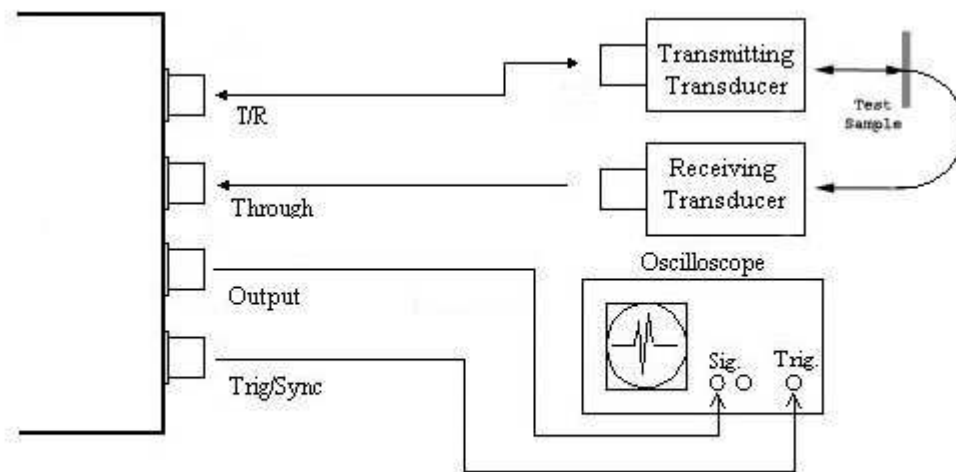 Transmitting
Transducer
T/R
Test
Sample
Receiving
Transducer
Through
Oscilloscope
Output
Sig.
Trig.
Trig/Sync